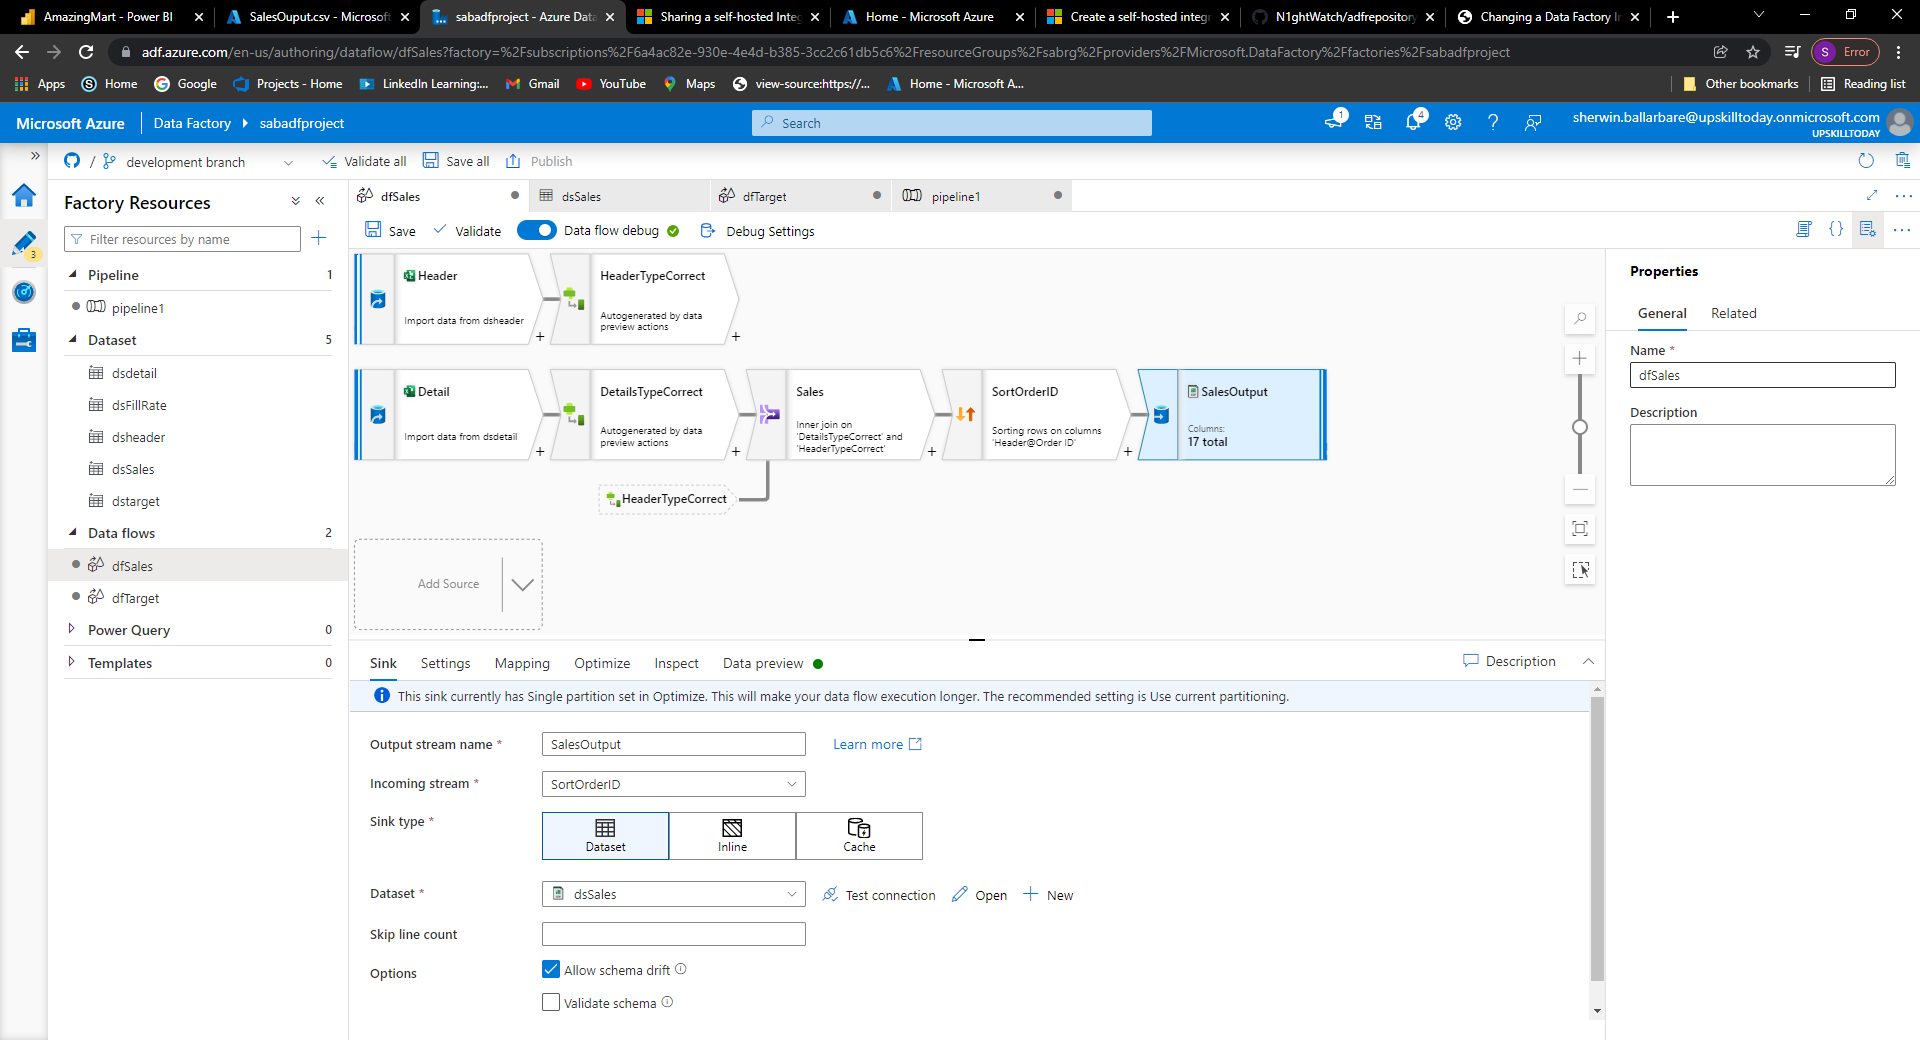 AmazingMart - Power BI
SalesOuput.csv - Microsoft
sabadfproject - Azure Data
Sharing a self-hosted Integ
Home - Microsoft Azure
Create a self-hosted integr
N1ghtWatch/adfrepository
Changing a Data Factory In
adf.azure.com/en-us/authoring/dataflow/dfSales?factory=%2Fsubscriptions%2F6a4ac82e-930e-4e4d-b385-3cc2c61db5c6%2FresourceGroups%2Fsabrg%2Fproviders%2FMicrosoft.DataFactory%2Ffactories%2Fsabadfproject
S Error
Apps
Home
Google
Projects - Home
LinkedIn Learning:...
Gmail
YouTube
Maps
view-source:https://...
Home - Microsoft A...
Other bookmarks
Reading list
Microsoft Azure
Data Factory
sabadfproject
Search
1
4
sherwin.ballarbare@upskilltoday.onmicrosoft.com
UPSKILLTODAY
/ development branch
Validate all
Save all
Publish
3
Factory Resources
Filter resources by name
Pipeline 1
pipeline1
Dataset 5
dsdetail
dsFillRate
dsheader
dsSales
dstarget
Data flows 2
dfSales
dfTarget
Power Query 0
Templates 0
dfSales
dsSales
dfTarget
pipeline1
Save
Validate
Data flow debug
Debug Settings
Header
Import data from dsheader
+
HeaderTypeCorrect
Autogenerated by data
preview actions
+
Detail
Import data from dsdetail
+
DetailsTypeCorrect
Autogenerated by data
preview actions
+
Sales
Inner join on
'DetailsTypeCorrect' and
'HeaderTypeCorrect'
+
SortOrderID
Sorting rows on columns
'Header@Order ID'
+
SalesOutput
Columns:
17 total
HeaderTypeCorrect
Add Source
Properties
General
Related
Name *
dfSales
Description
Sink
Settings
Mapping
Optimize
Inspect
Data preview
Description
This sink currently has Single partition set in Optimize. This will make your data flow execution longer. The recommended setting is Use current partitioning.
Output stream name *
SalesOutput
Learn more
Incoming stream *
SortOrderID
Sink type *
Dataset
Inline
Cache
Dataset *
dsSales
Test connection
Open
New
Skip line count
Options
Allow schema drift
Validate schema